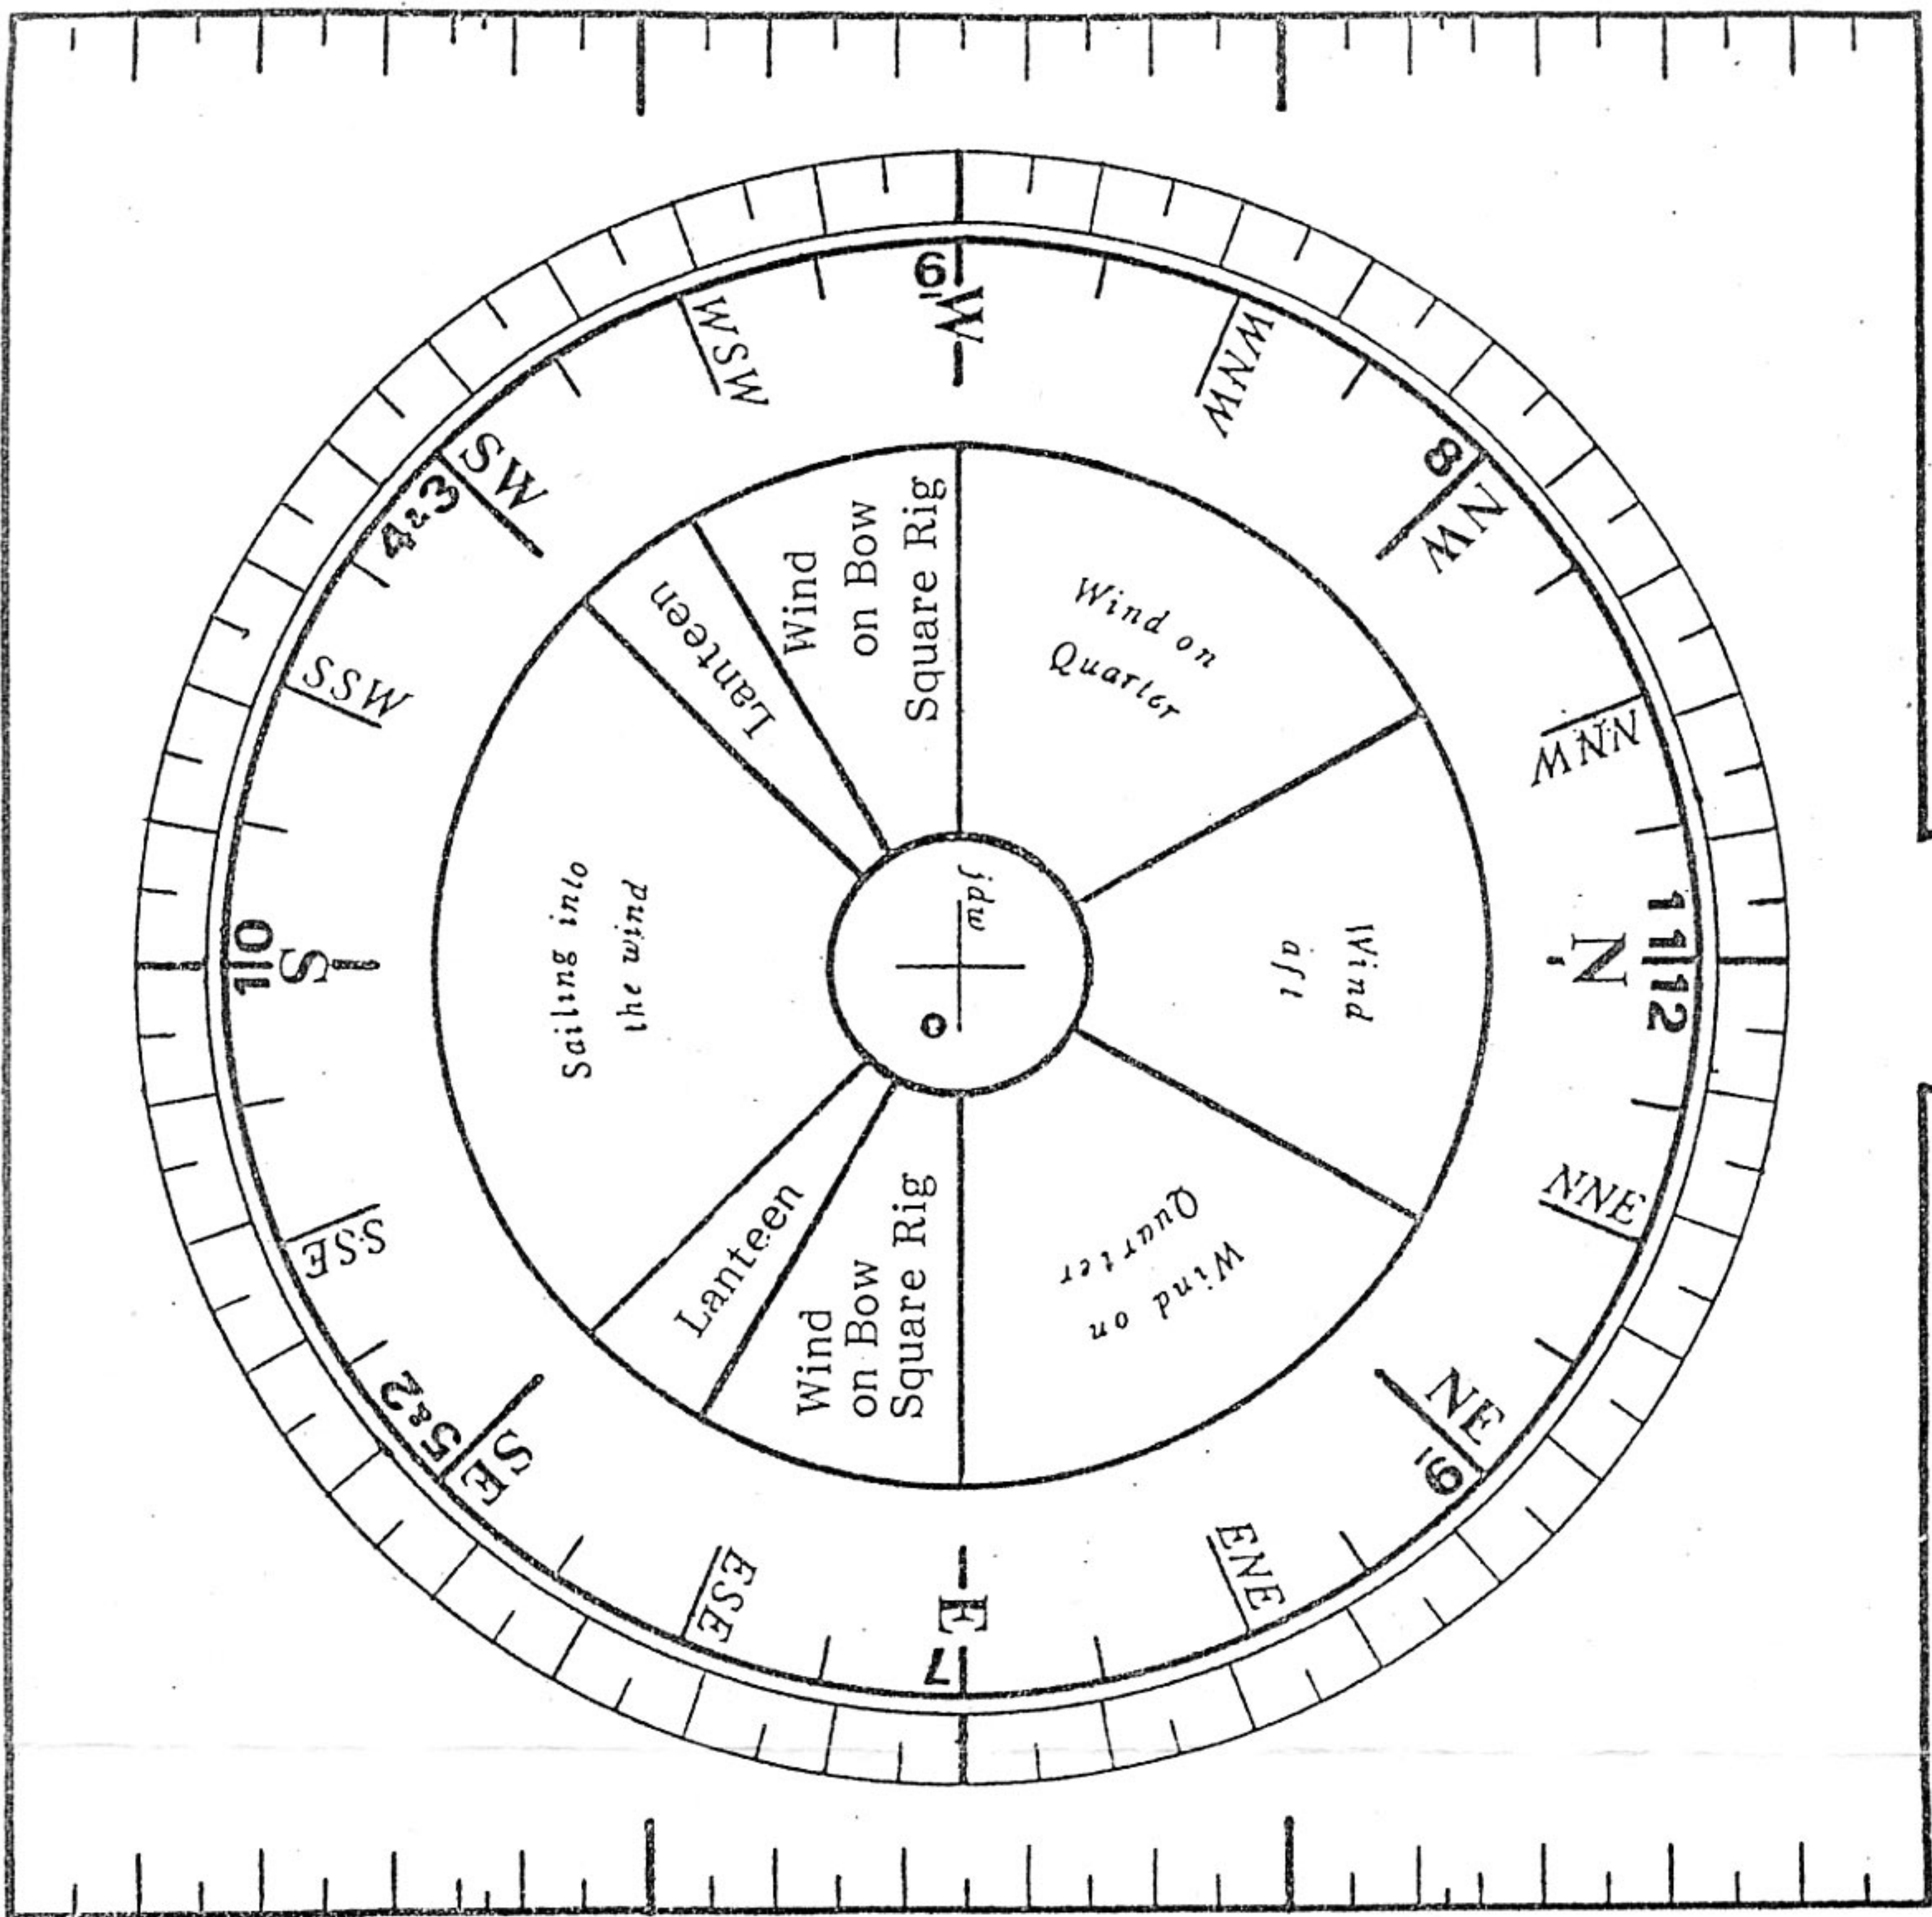 N
11 12
NNE
NE
6
ENE
E
7
ESE
SE
5&2
SSE
S
10
SSW
SW
4&3
WSW
W
9
WNW
NW
8
NNW
Wind
aft
Wind on
Quarter
Wind
on Bow
Square Rig
Lanteen
Sailing into
the wind
Lanteen
Wind
on Bow
Square Rig
Wind on
Quarter
jdw